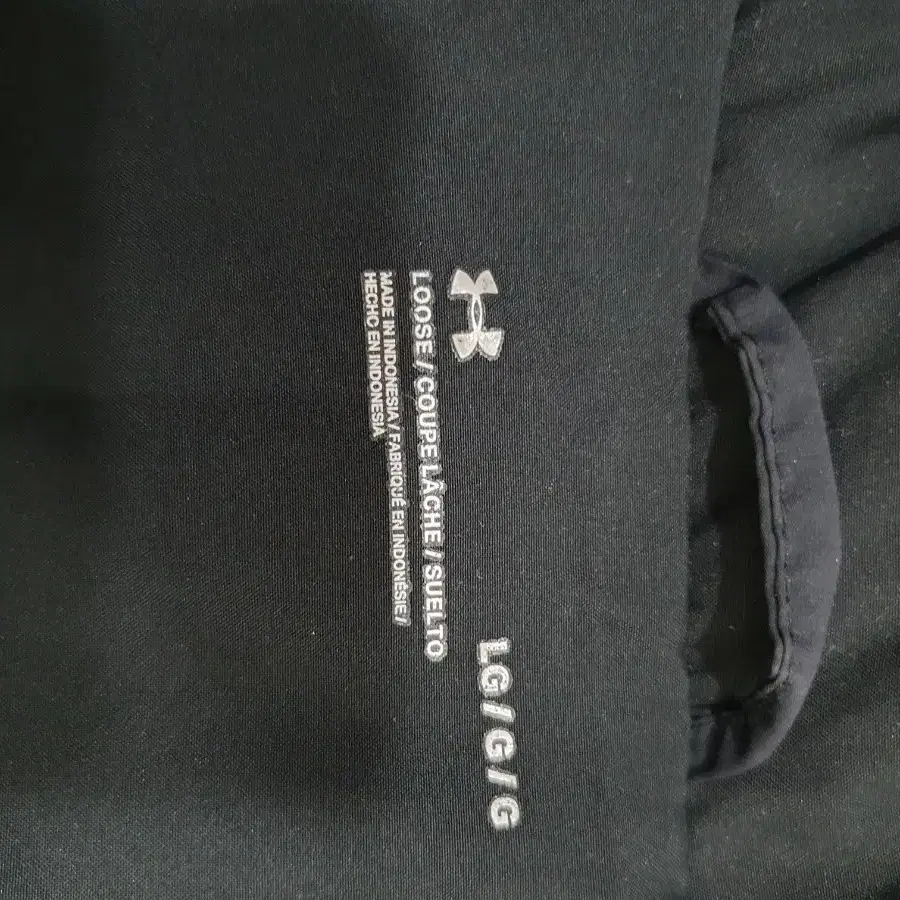 LG / G / G
LOOSE / COUPE LÂCHE / SUELTO
MADE IN INDONESIA / FABRIQUÉ EN INDONÉSIE /
HECHO EN INDONESIA